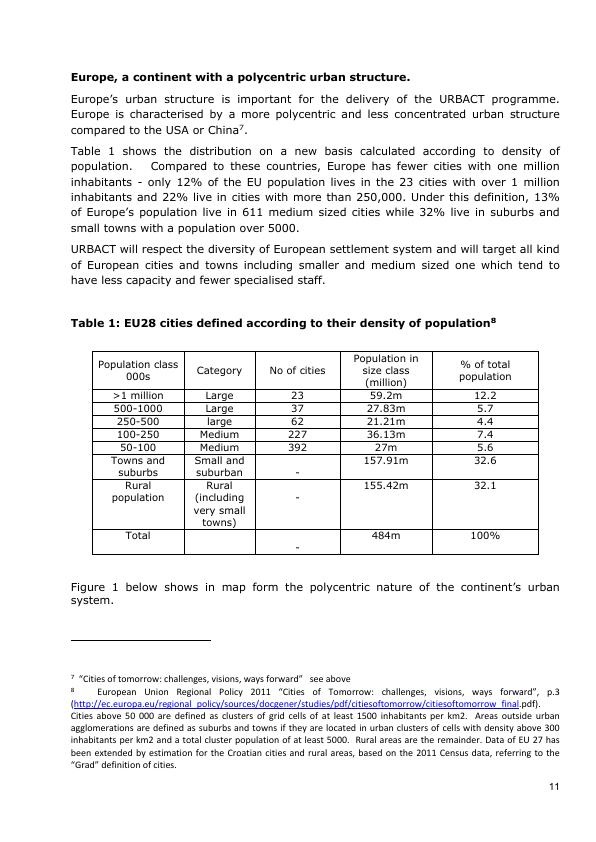 Europe, a continent with a polycentric urban structure.
Europe's urban structure is important for the delivery of the URBACT programme.
Europe is characterised by a more polycentric and less concentrated urban structure
compared to the USA or China7.
Table 1 shows the distribution on a new basis calculated according to density of
population. Compared to these countries, Europe has fewer cities with one million
inhabitants - only 12% of the EU population lives in the 23 cities with over 1 million
inhabitants and 22% live in cities with more than 250,000. Under this definition, 13%
of Europe's population live in 611 medium sized cities while 32% live in suburbs and
small towns with a population over 5000.
URBACT will respect the diversity of European settlement system and will target all kind
of European cities and towns including smaller and medium sized one which tend to
have less capacity and fewer specialised staff.
Table 1: EU28 cities defined according to their density of population8
Population class 000s Category No of cities Population in size class (million) % of total population
>1 million Large 23 59.2m 12.2
500-1000 Large 37 27.83m 5.7
250-500 large 62 21.21m 4.4
100-250 Medium 227 36.13m 7.4
50-100 Medium 392 27m 5.6
Towns and suburbs Small and suburban - 157.91m 32.6
Rural population Rural (including very small towns) - 155.42m 32.1
Total - 484m 100%
Figure 1 below shows in map form the polycentric nature of the continent's urban
system.
7 "Cities of tomorrow: challenges, visions, ways forward" see above
8 European Union Regional Policy 2011 "Cities of Tomorrow: challenges, visions, ways forward", p.3
(http://ec.europa.eu/regional_policy/sources/docgener/studies/pdf/citiesoftomorrow/citiesoftomorrow_final.pdf).
Cities above 50 000 are defined as clusters of grid cells of at least 1500 inhabitants per km2. Areas outside urban
agglomerations are defined as suburbs and towns if they are located in urban clusters of cells with density above 300
inhabitants per km2 and a total cluster population of at least 5000. Rural areas are the remainder. Data of EU 27 has
been extended by estimation for the Croatian cities and rural areas, based on the 2011 Census data, referring to the
"Grad" definition of cities.
11